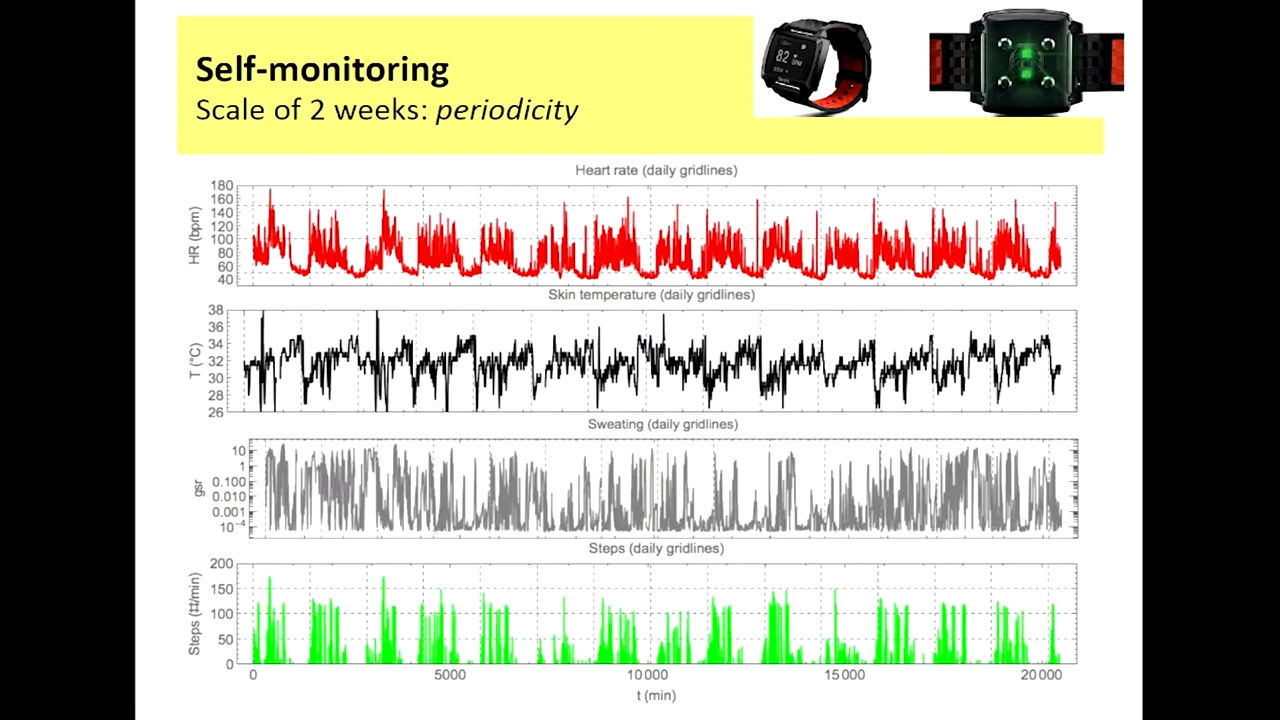 Self-monitoring
Scale of 2 weeks: periodicity
82 BPM
Heart rate (daily gridlines)
HR (bpm)
180
160
140
120
100
80
60
40
Skin temperature (daily gridlines)
T (°C)
38
36
34
32
30
28
26
Sweating (daily gridlines)
gsr
10
1
0.100
0.010
0.001
10⁻⁴
Steps (daily gridlines)
Steps (#/min)
200
150
100
50
0
0 5000 10000 15000 20000
t (min)